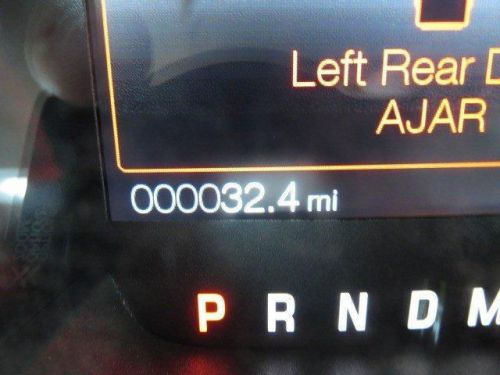 Left Rear D
AJAR
000032.4 mi
P R N D M